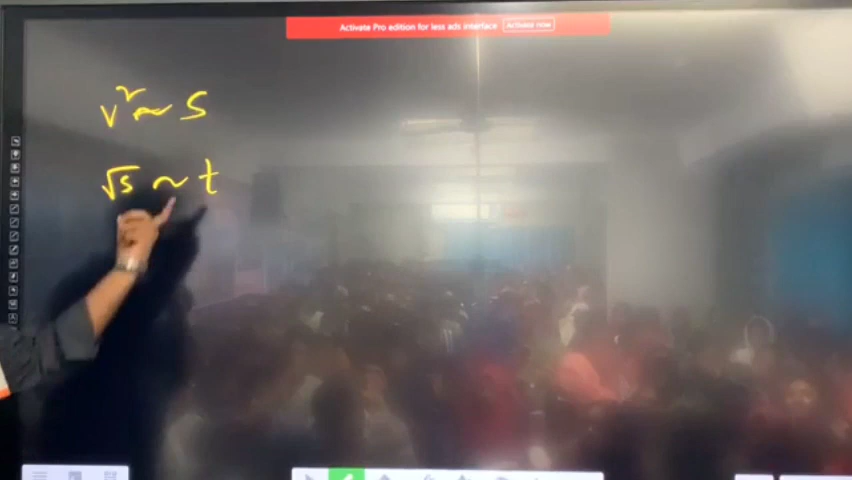 Activate Pro edition for less ads interface Activate now
v² ~ s
√s ~ t